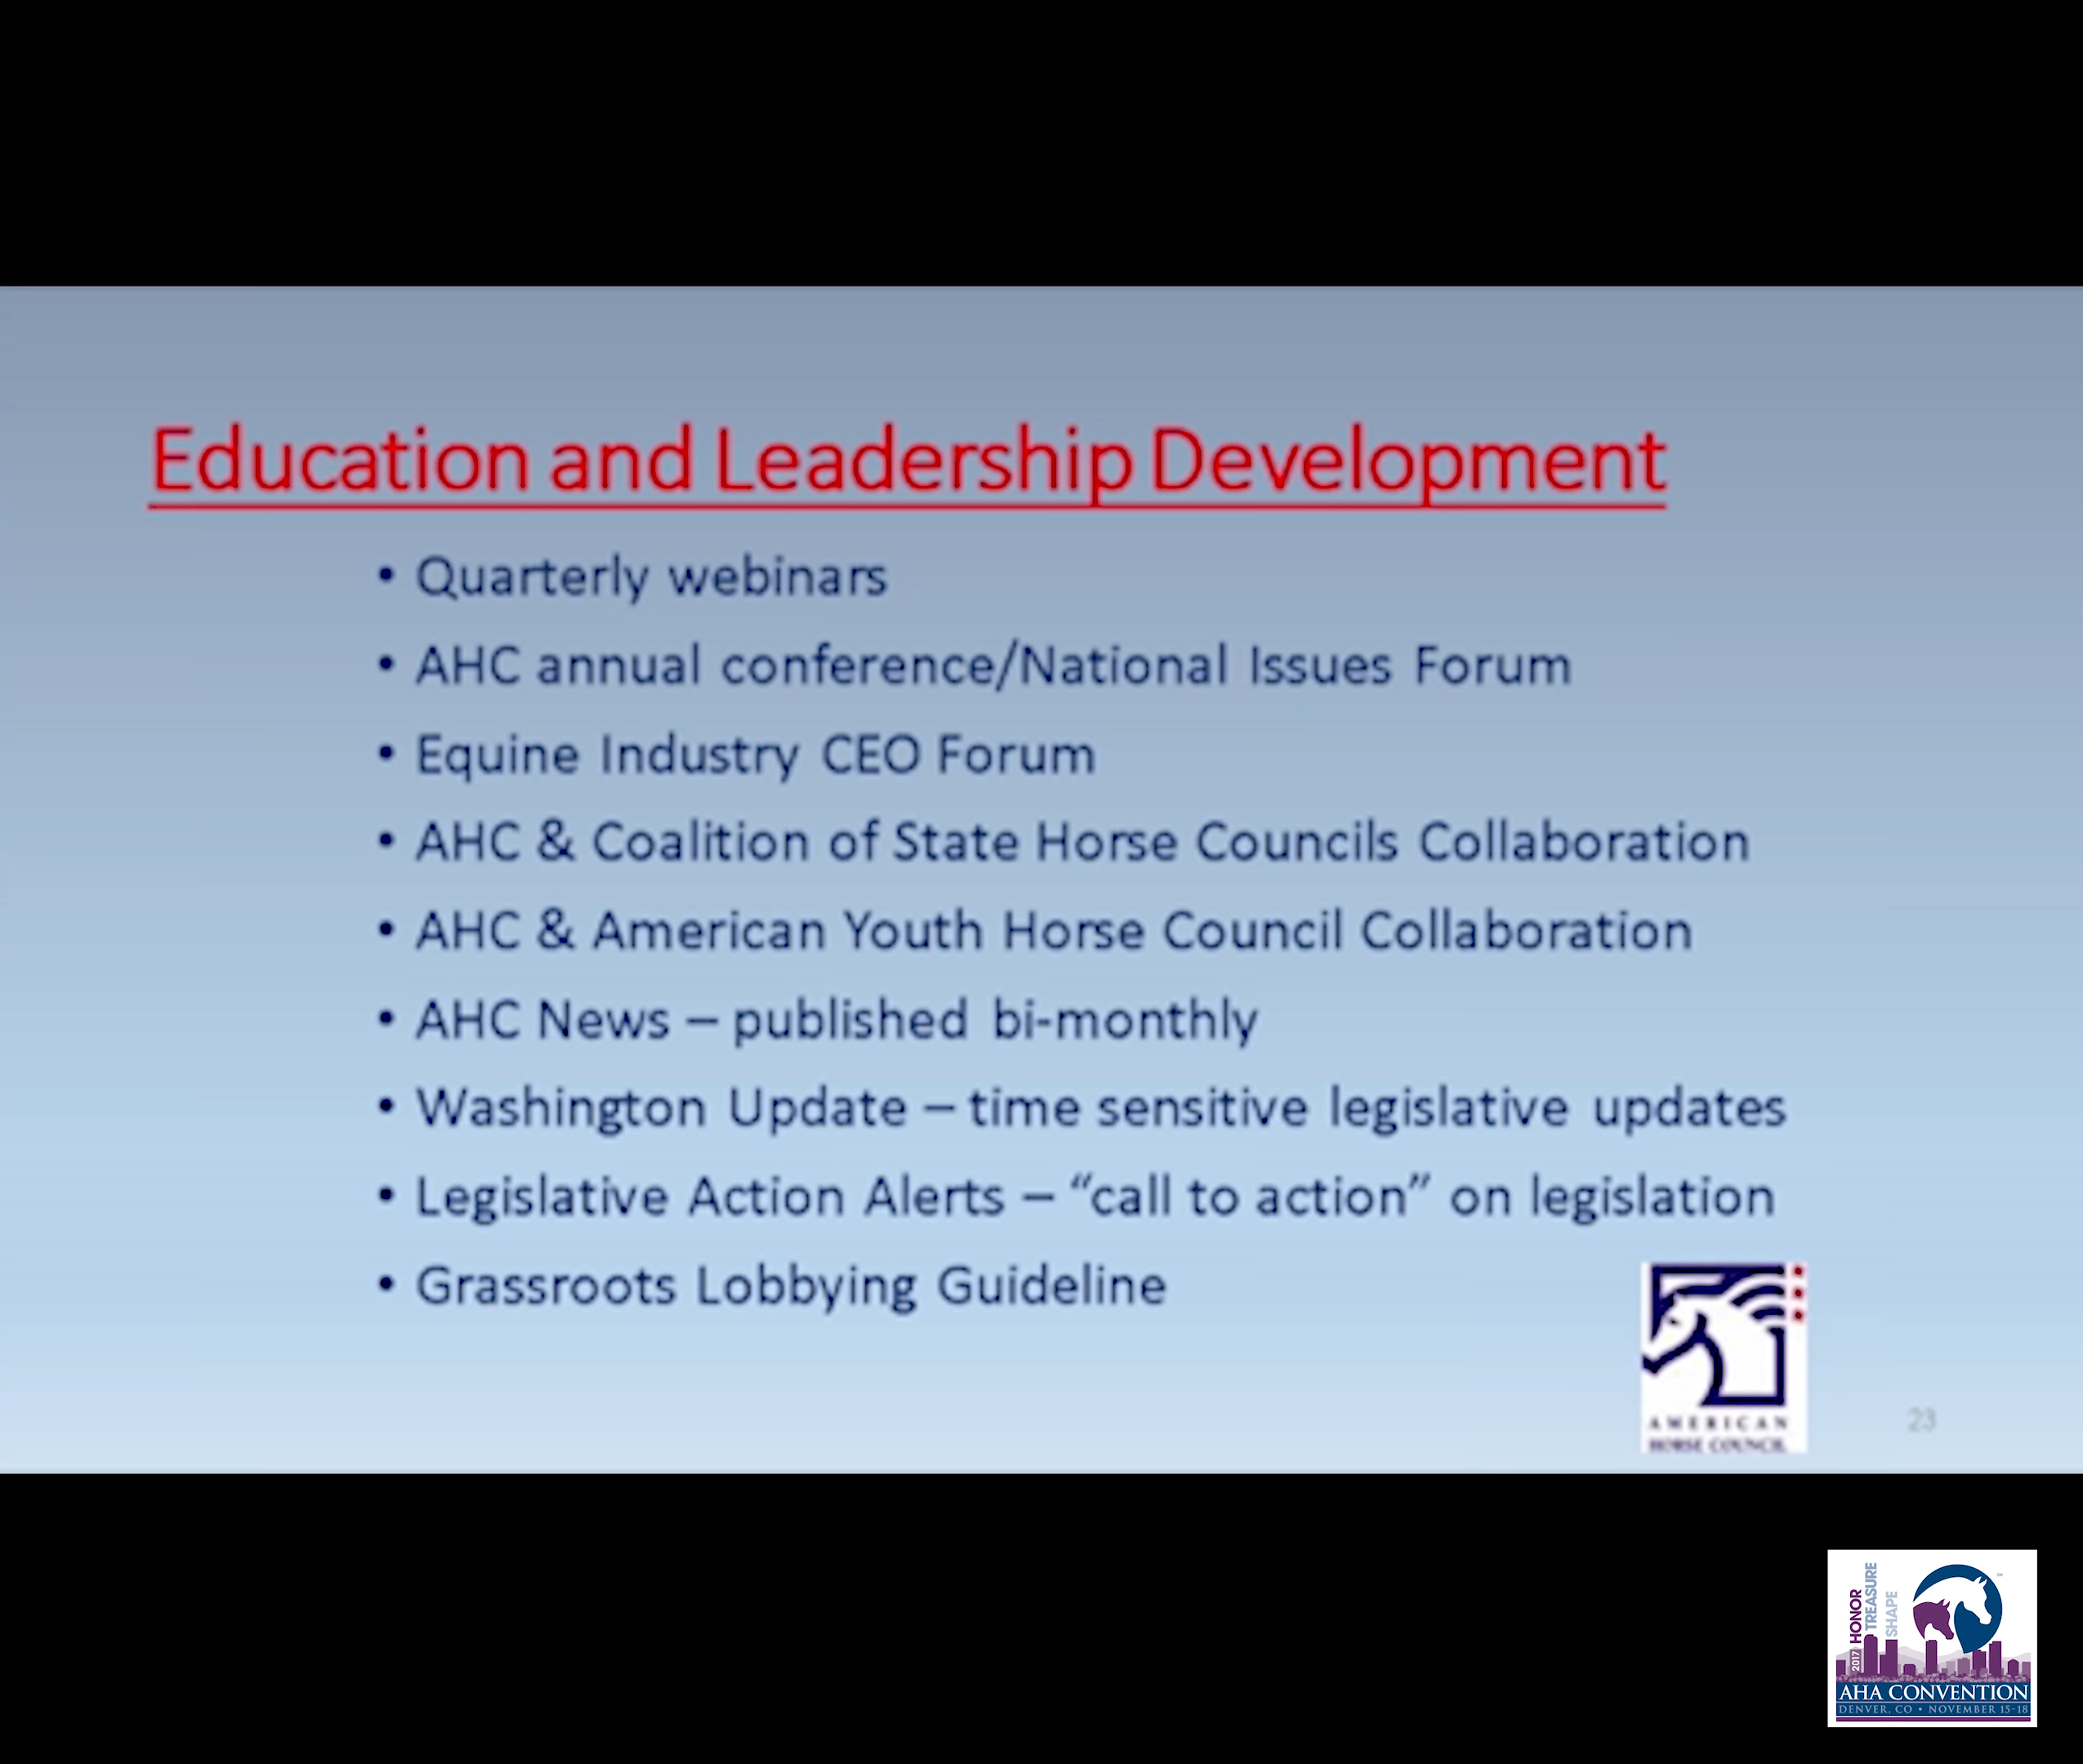 Education and Leadership Development
• Quarterly webinars
• AHC annual conference/National Issues Forum
• Equine Industry CEO Forum
• AHC & Coalition of State Horse Councils Collaboration
• AHC & American Youth Horse Council Collaboration
• AHC News – published bi-monthly
• Washington Update – time sensitive legislative updates
• Legislative Action Alerts – “call to action” on legislation
• Grassroots Lobbying Guideline
AMERICAN
HORSE COUNCIL
23
2017 HONOR
TREASURE
SHAPE
AHA CONVENTION
DENVER, CO • NOVEMBER 15-18